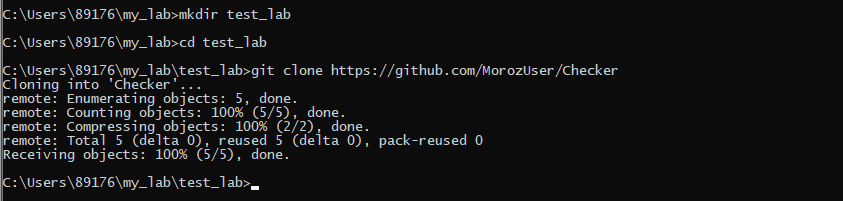 C:\Users\89176\my_lab>mkdir test_lab
C:\Users\89176\my_lab>cd test_lab
C:\Users\89176\my_lab\test_lab>git clone https://github.com/MorozUser/Checker
Cloning into 'Checker'...
remote: Enumerating objects: 5, done.
remote: Counting objects: 100% (5/5), done.
remote: Compressing objects: 100% (2/2), done.
remote: Total 5 (delta 0), reused 5 (delta 0), pack-reused 0
Receiving objects: 100% (5/5), done.
C:\Users\89176\my_lab\test_lab>